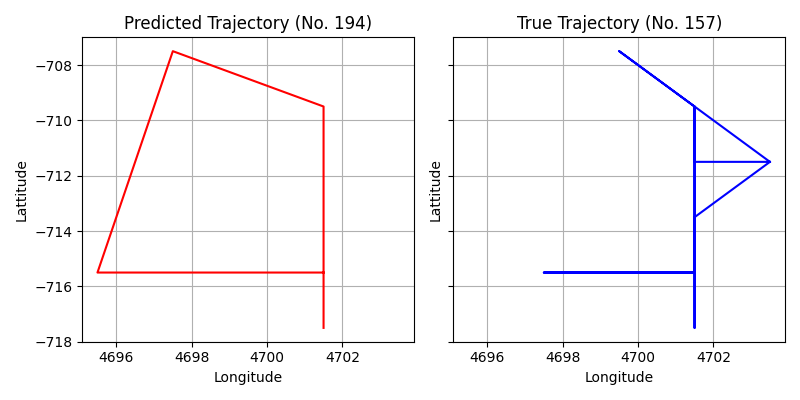 Predicted Trajectory (No. 194)
True Trajectory (No. 157)
Lattitude
−708
−710
−712
−714
−716
−718
4696
4698
4700
4702
Longitude
Lattitude
4696
4698
4700
4702
Longitude